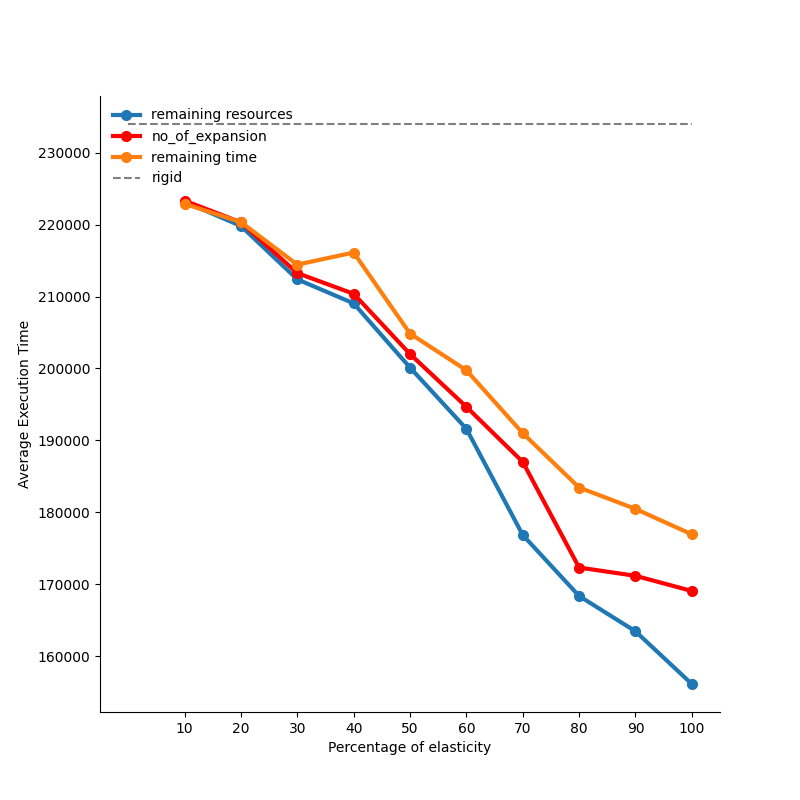 remaining resources
no_of_expansion
remaining time
rigid
230000
220000
210000
200000
190000
180000
170000
160000
Average Execution Time
10 20 30 40 50 60 70 80 90 100
Percentage of elasticity